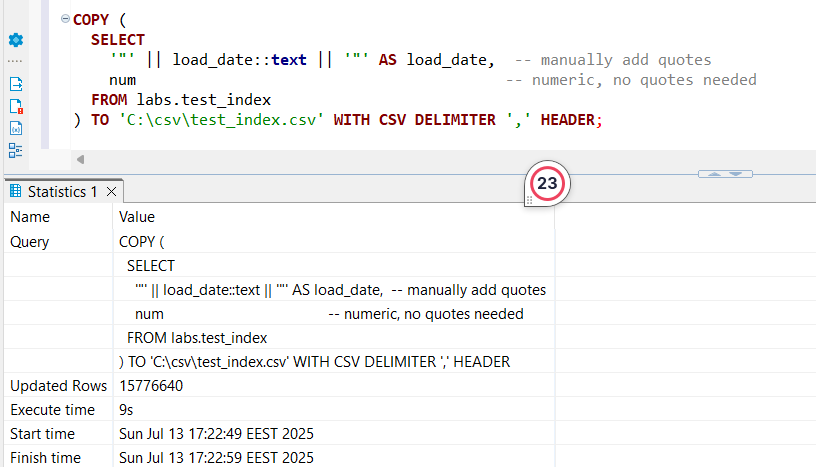 COPY (
SELECT
'"' || load_date::text || '"' AS load_date,  -- manually add quotes
num                                         -- numeric, no quotes needed
FROM labs.test_index
) TO 'C:\csv\test_index.csv' WITH CSV DELIMITER ',' HEADER;
23
Statistics 1
Name Value
Query COPY (
SELECT
'"' || load_date::text || '"' AS load_date,  -- manually add quotes
num                                         -- numeric, no quotes needed
FROM labs.test_index
) TO 'C:\csv\test_index.csv' WITH CSV DELIMITER ',' HEADER
Updated Rows 15776640
Execute time 9s
Start time Sun Jul 13 17:22:49 EEST 2025
Finish time Sun Jul 13 17:22:59 EEST 2025